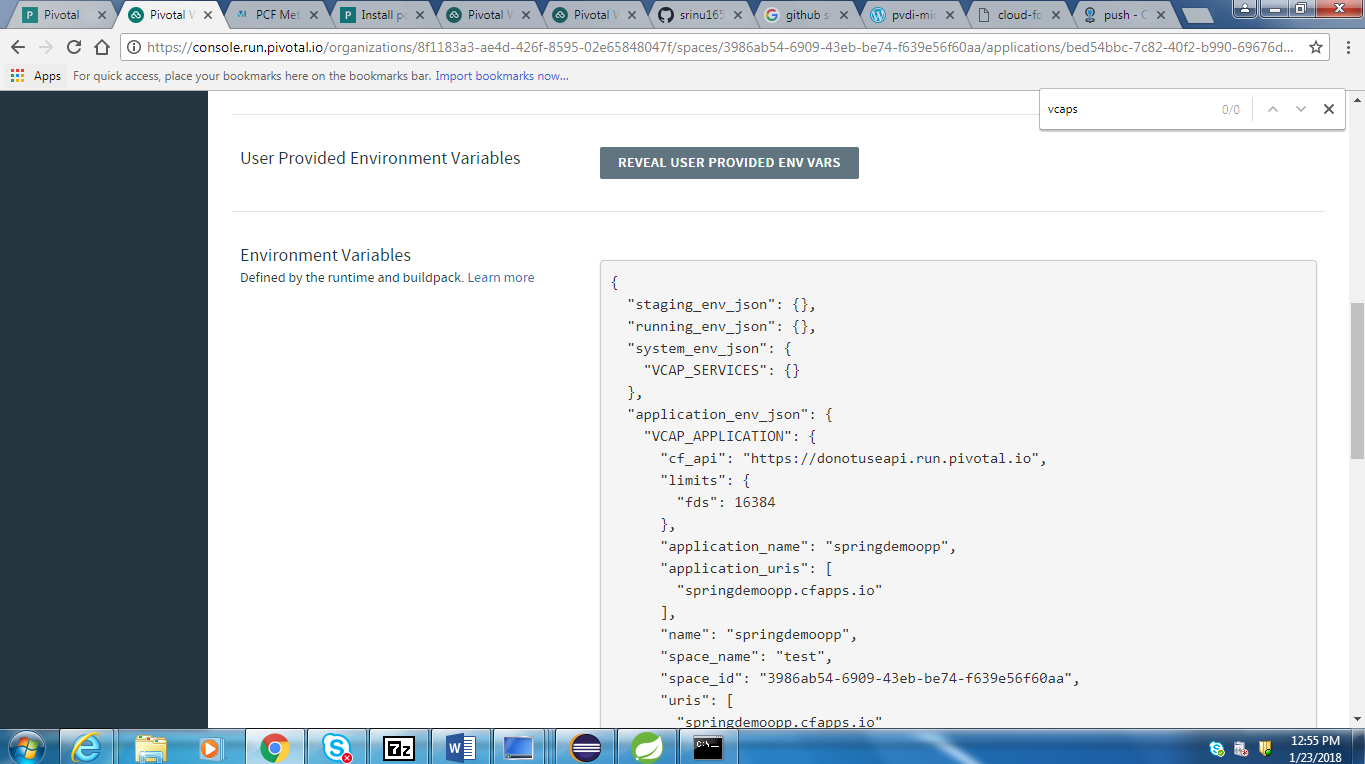 Pivotal
Pivotal W
PCF Met
Install p
Pivotal W
Pivotal W
srinu165
github s
pvdi-mic
cloud-fo
push - C
https://console.run.pivotal.io/organizations/8f1183a3-ae4d-426f-8595-02e65848047f/spaces/3986ab54-6909-43eb-be74-f639e56f60aa/applications/bed54bbc-7c82-40f2-b990-69676d...
Apps For quick access, place your bookmarks here on the bookmarks bar. Import bookmarks now...
vcaps 0/0
User Provided Environment Variables
REVEAL USER PROVIDED ENV VARS
Environment Variables
Defined by the runtime and buildpack. Learn more
{
"staging_env_json": {},
"running_env_json": {},
"system_env_json": {
"VCAP_SERVICES": {}
},
"application_env_json": {
"VCAP_APPLICATION": {
"cf_api": "https://donotuseapi.run.pivotal.io",
"limits": {
"fds": 16384
},
"application_name": "springdemoopp",
"application_uris": [
"springdemoopp.cfapps.io"
],
"name": "springdemoopp",
"space_name": "test",
"space_id": "3986ab54-6909-43eb-be74-f639e56f60aa",
"uris": [
"springdemoopp.cfapps.io"
7z
C:\_
12:55 PM
1/23/2018